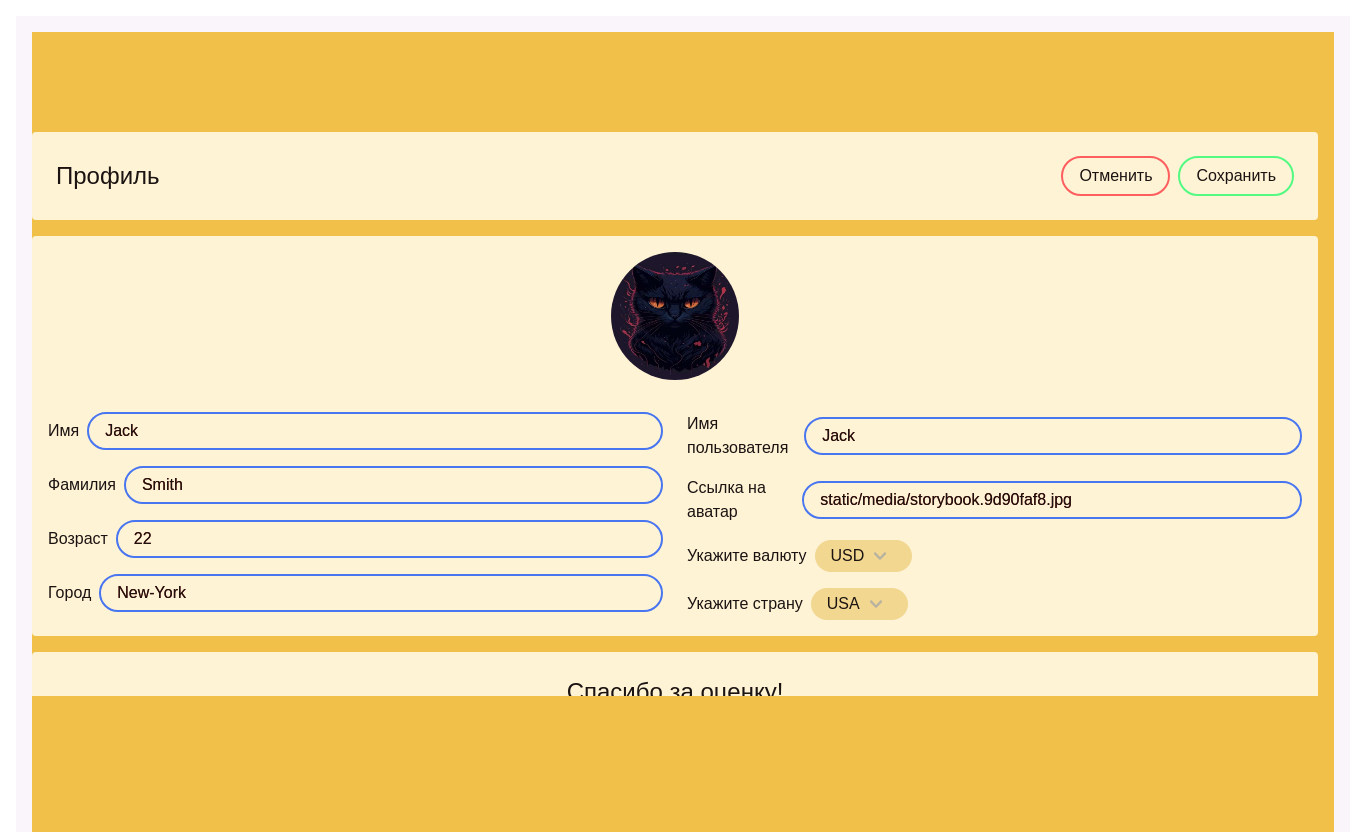 Профиль
Отменить
Сохранить
Имя
Jack
Фамилия
Smith
Возраст
22
Город
New-York
Имя
пользователя
Jack
Ссылка на
аватар
static/media/storybook.9d90faf8.jpg
Укажите валюту
USD
Укажите страну
USA
Спасибо за оценку!